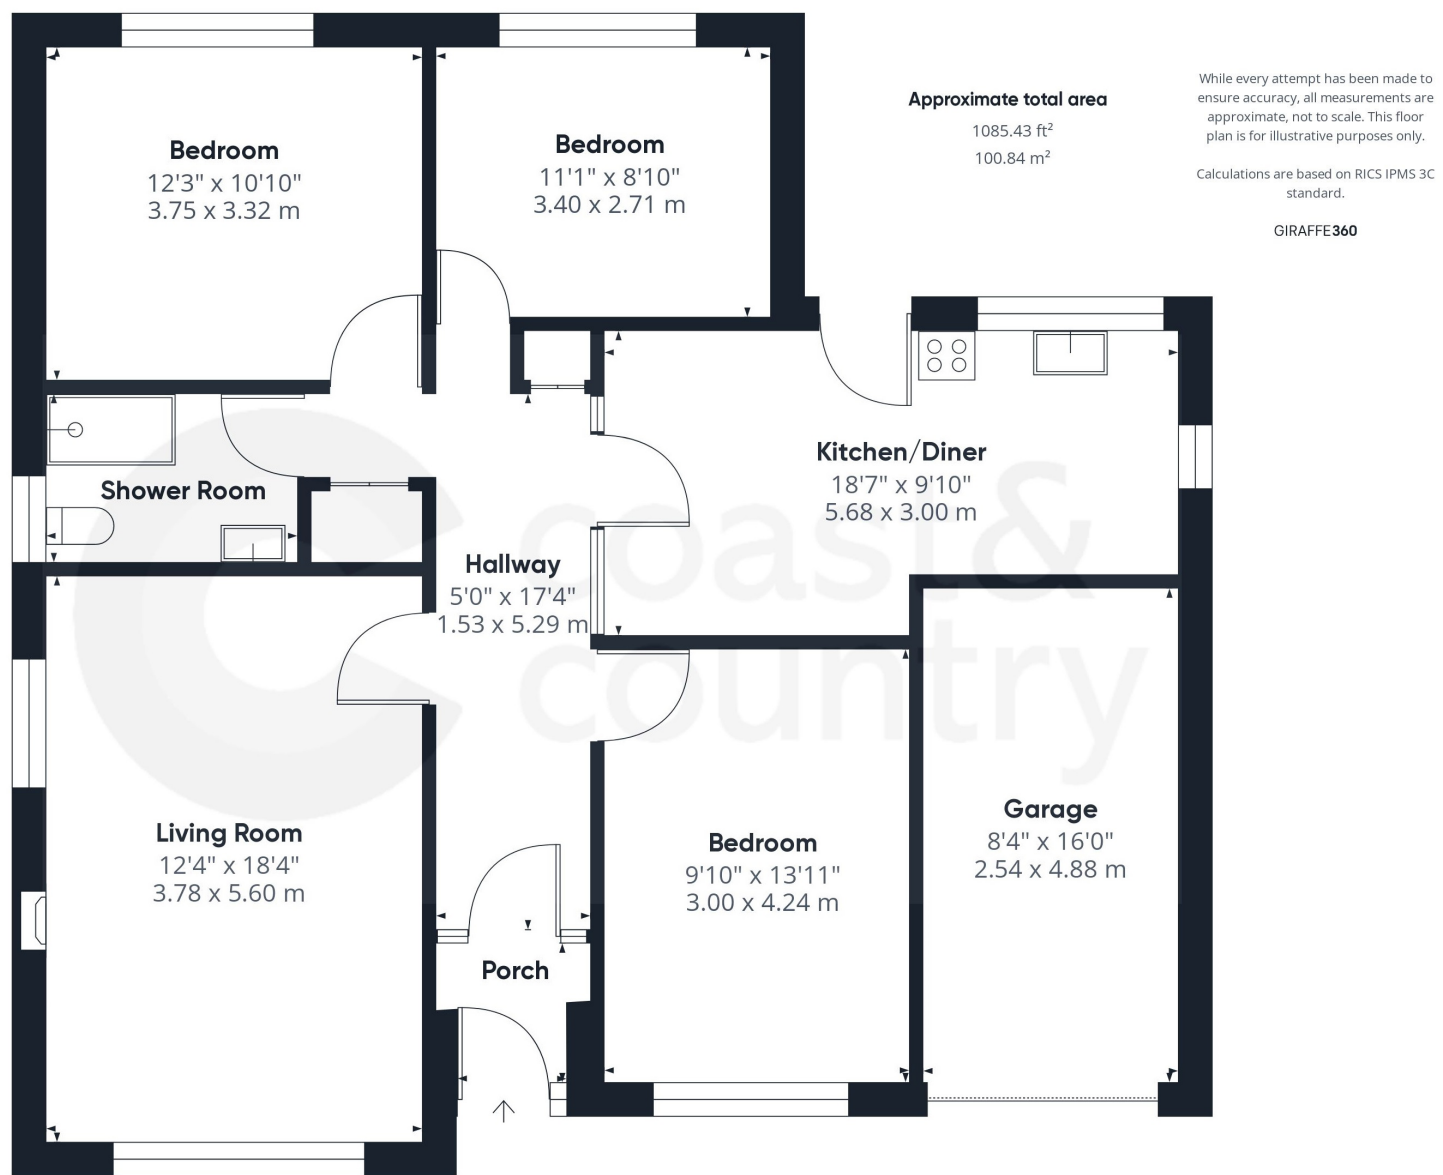 Bedroom
12'3" x 10'10"
3.75 x 3.32 m
Bedroom
11'1" x 8'10"
3.40 x 2.71 m
Approximate total area
1085.43 ft²
100.84 m²
While every attempt has been made to
ensure accuracy, all measurements are
approximate, not to scale. This floor
plan is for illustrative purposes only.
Calculations are based on RICS IPMS 3C
standard.
GIRAFFE360
Kitchen/Diner
18'7" x 9'10"
5.68 x 3.00 m
Shower Room
Hallway
5'0" x 17'4"
1.53 x 5.29 m
coast &
country
Living Room
12'4" x 18'4"
3.78 x 5.60 m
Bedroom
9'10" x 13'11"
3.00 x 4.24 m
Garage
8'4" x 16'0"
2.54 x 4.88 m
Porch